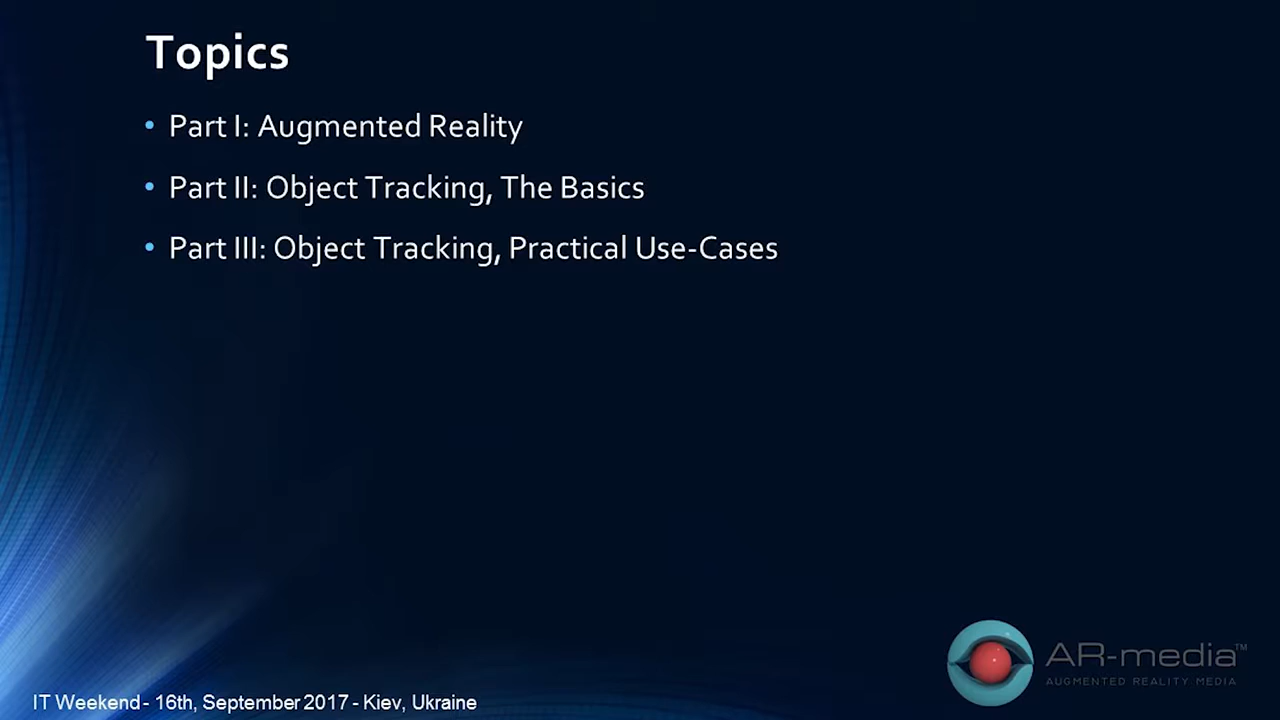 Topics
• Part I: Augmented Reality
• Part II: Object Tracking, The Basics
• Part III: Object Tracking, Practical Use-Cases
AR-media™
AUGMENTED REALITY MEDIA
IT Weekend - 16th, September 2017 - Kiev, Ukraine